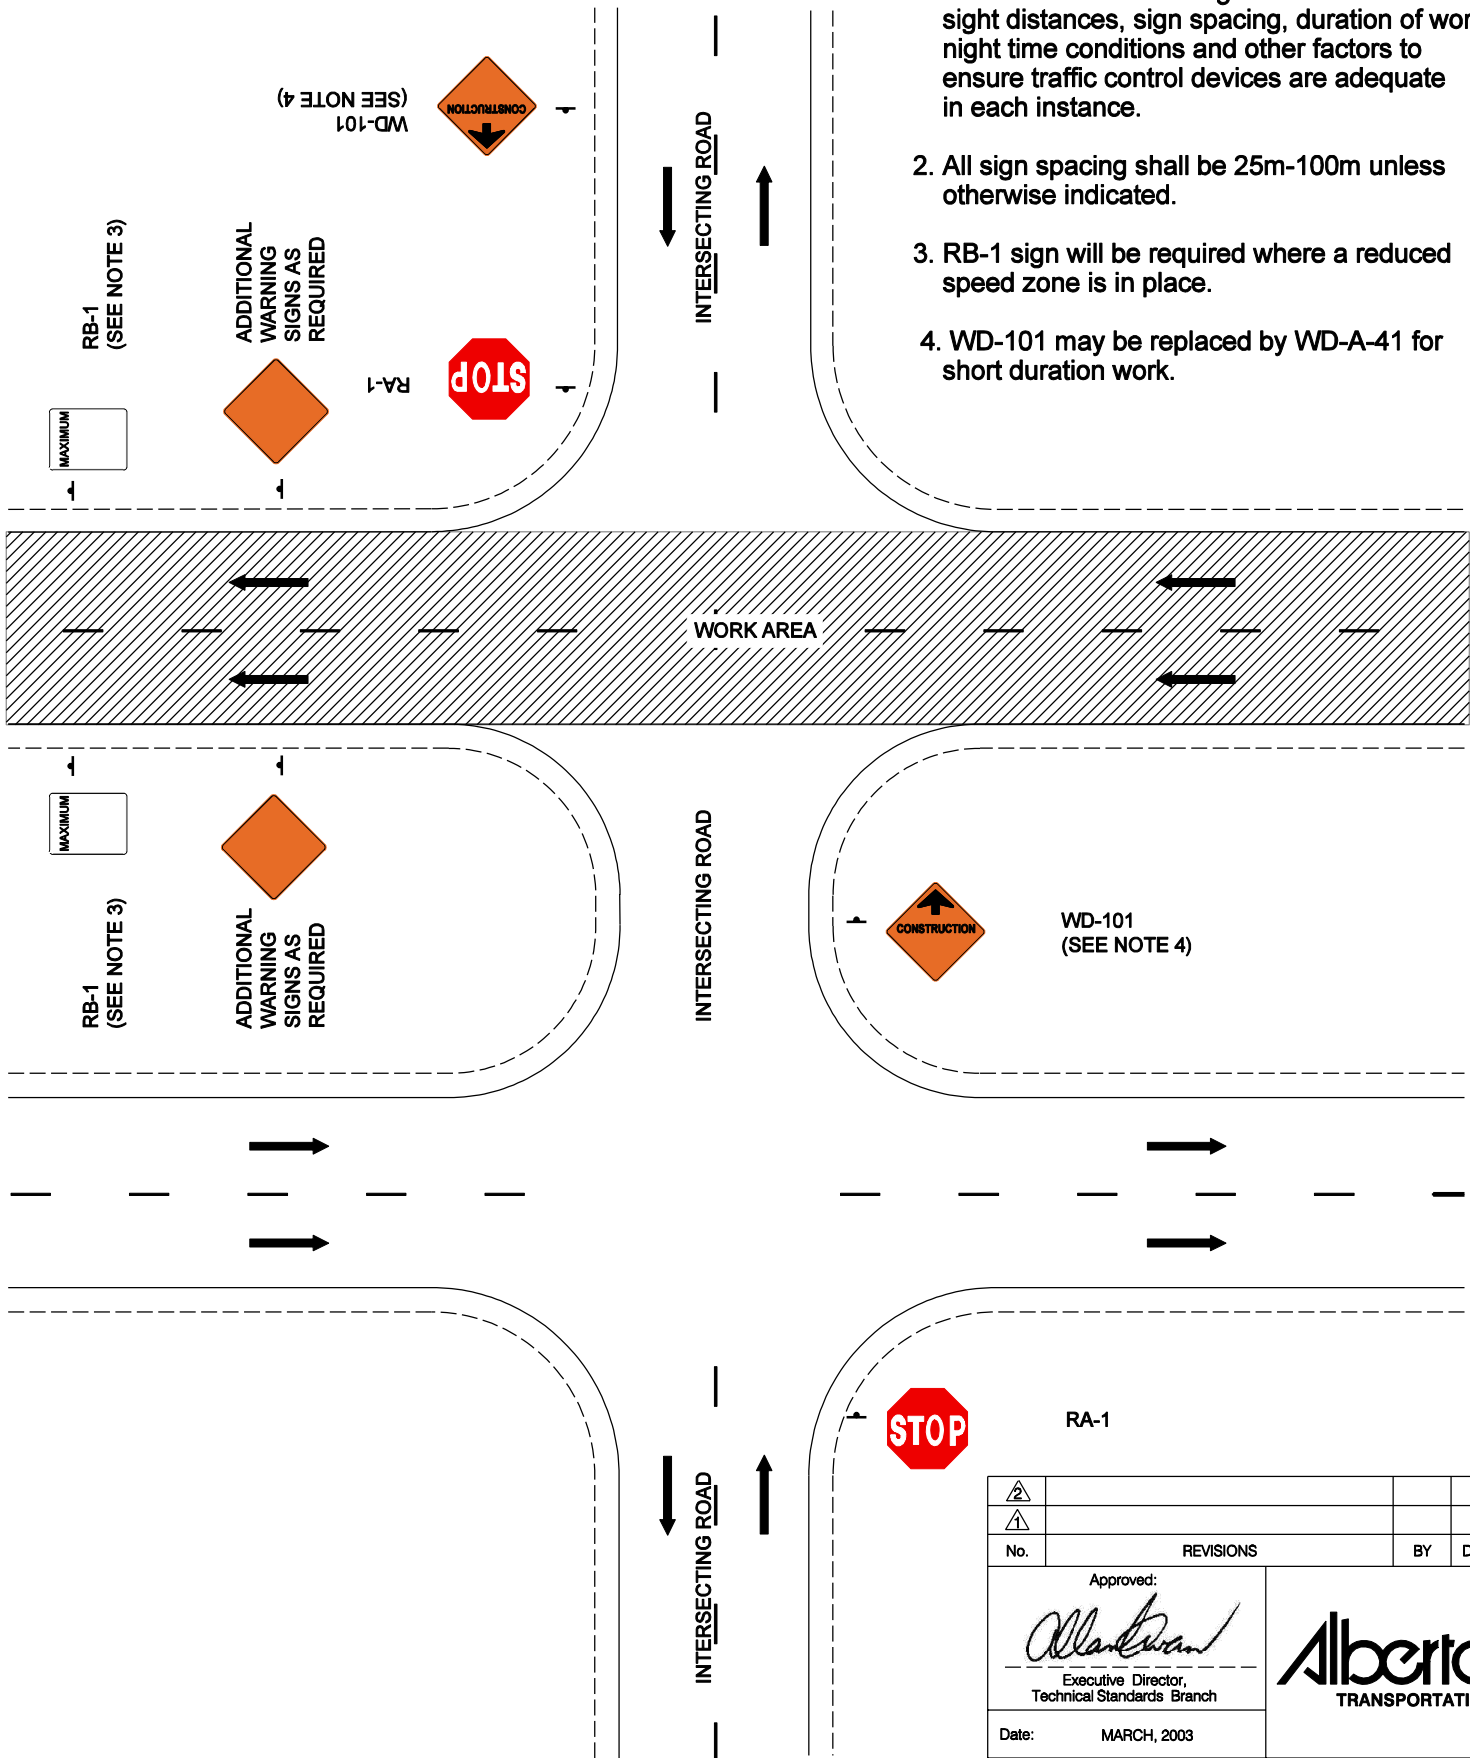 sight distances, sign spacing, duration of wor
night time conditions and other factors to
ensure traffic control devices are adequate
in each instance.
2. All sign spacing shall be 25m-100m unless
otherwise indicated.
3. RB-1 sign will be required where a reduced
speed zone is in place.
4. WD-101 may be replaced by WD-A-41 for
short duration work.
WD-101
(SEE NOTE 4)
CONSTRUCTION
INTERSECTING ROAD
RB-1
(SEE NOTE 3)
MAXIMUM
ADDITIONAL
WARNING
SIGNS AS
REQUIRED
RA-1
STOP
WORK AREA
MAXIMUM
RB-1
(SEE NOTE 3)
ADDITIONAL
WARNING
SIGNS AS
REQUIRED
INTERSECTING ROAD
CONSTRUCTION
WD-101
(SEE NOTE 4)
STOP
RA-1
INTERSECTING ROAD
2
1
No. REVISIONS BY D
Approved:
Executive Director,
Technical Standards Branch
Date: MARCH, 2003
Alberta
TRANSPORTATI